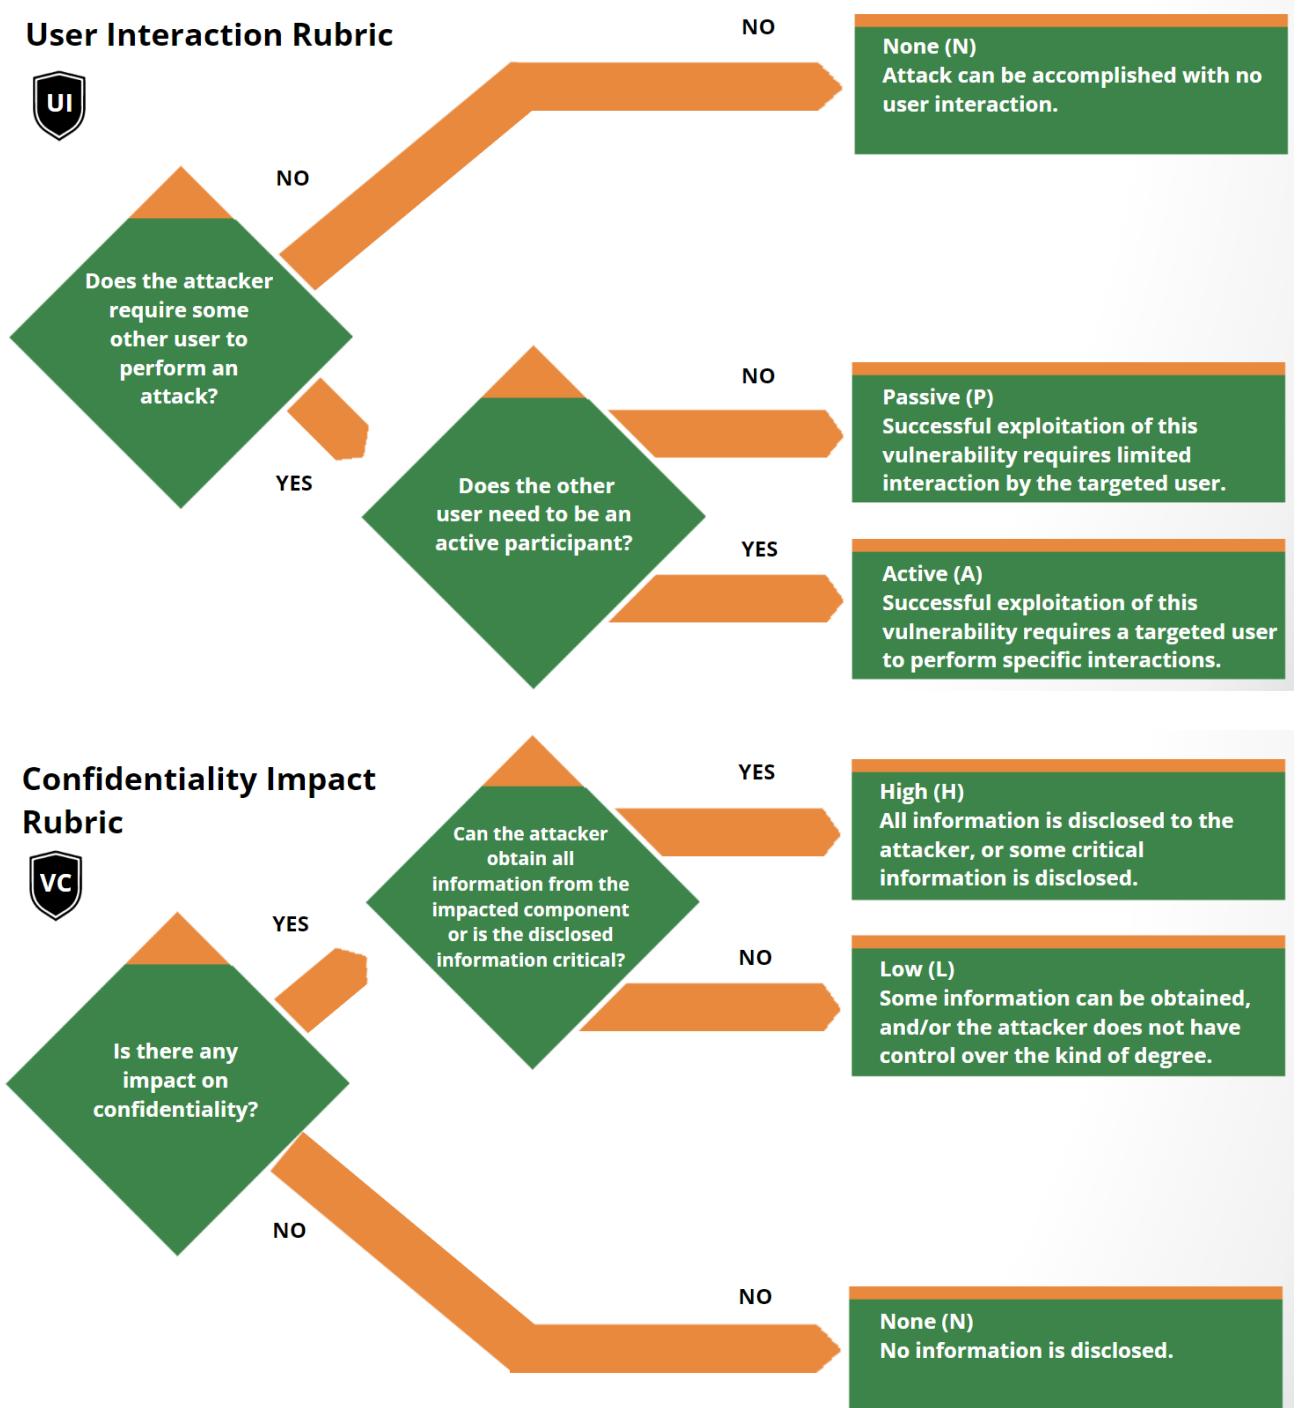 User Interaction Rubric
UI
NO
NO
None (N)
Attack can be accomplished with no
user interaction.
Does the attacker
require some
other user to
perform an
attack?
YES
Does the other
user need to be an
active participant?
NO
Passive (P)
Successful exploitation of this
vulnerability requires limited
interaction by the targeted user.
YES
Active (A)
Successful exploitation of this
vulnerability requires a targeted user
to perform specific interactions.
Confidentiality Impact
Rubric
VC
Is there any
impact on
confidentiality?
YES
Can the attacker
obtain all
information from the
impacted component
or is the disclosed
information critical?
YES
High (H)
All information is disclosed to the
attacker, or some critical
information is disclosed.
NO
Low (L)
Some information can be obtained,
and/or the attacker does not have
control over the kind of degree.
NO
NO
None (N)
No information is disclosed.